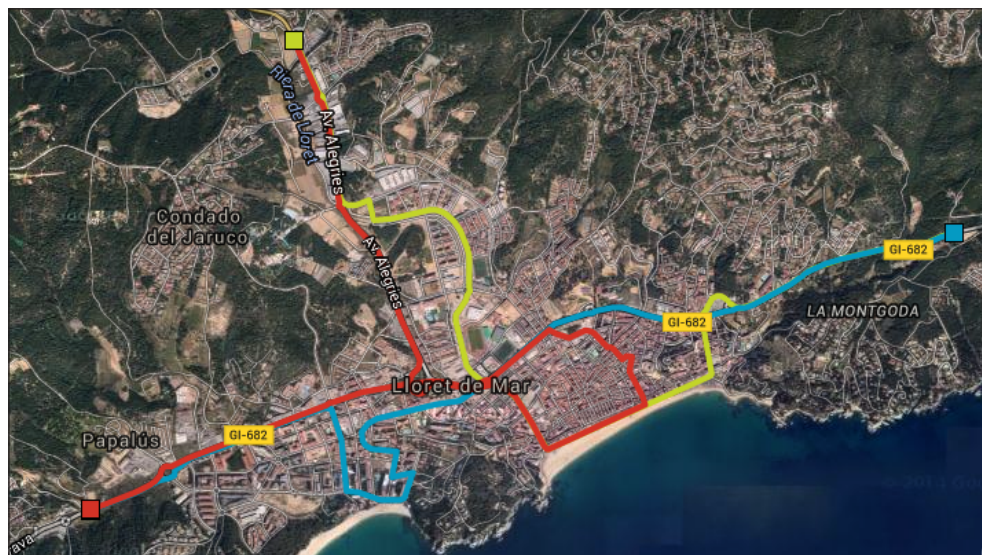 Riera de Lloret
Av. Alegries
Condado
del Jaruco
Av. Alegries
GI-682
GI-682
LA MONTGODA
Lloret de Mar
Papalús
GI-682
ava